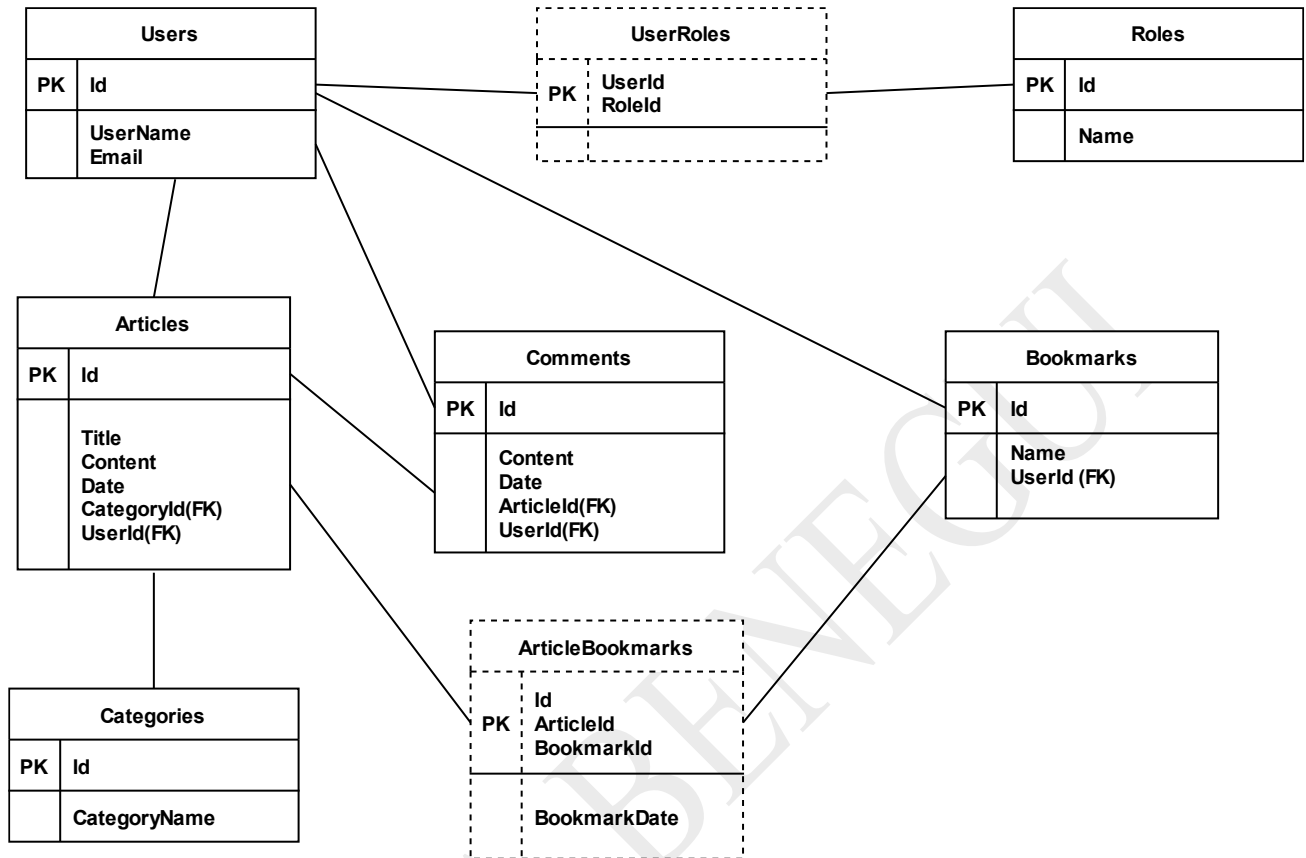 Users
PK Id
UserName
Email
UserRoles
PK
UserId
RoleId
Roles
PK Id
Name
Articles
PK Id
Title
Content
Date
CategoryId(FK)
UserId(FK)
Comments
PK Id
Content
Date
ArticleId(FK)
UserId(FK)
Bookmarks
PK Id
Name
UserId (FK)
ArticleBookmarks
PK
Id
ArticleId
BookmarkId
BookmarkDate
Categories
PK Id
CategoryName
BENEGUI